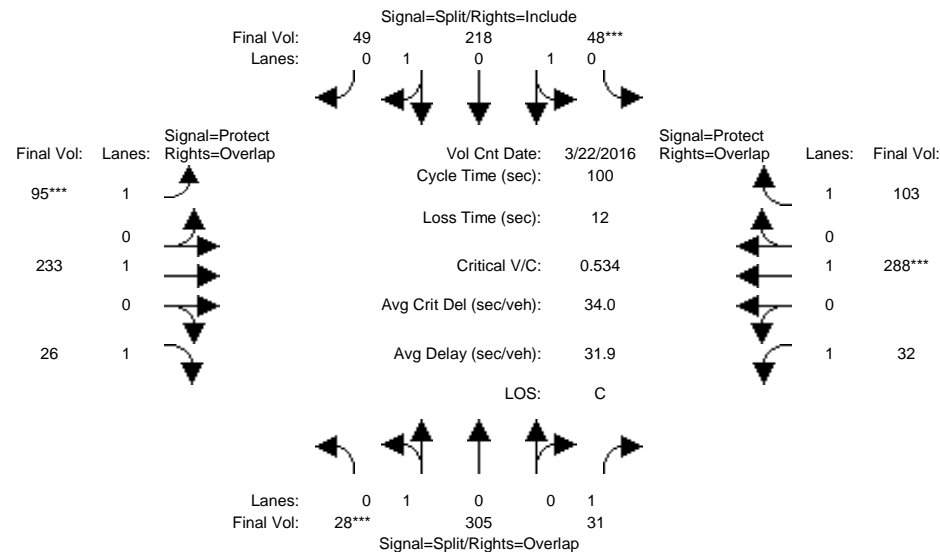 Signal=Split/Rights=Include
Final Vol: 49 218 48***
Lanes: 0 1 0 1 0
Signal=Protect Signal=Protect
Final Vol: Lanes: Rights=Overlap Vol Cnt Date: 3/22/2016 Rights=Overlap Lanes: Final Vol:
Cycle Time (sec): 100
95*** 1 1 103
Loss Time (sec): 12
0 0
233 1 Critical V/C: 0.534 1 288***
0 Avg Crit Del (sec/veh): 34.0 0
26 1 Avg Delay (sec/veh): 31.9 1 32
LOS: C
Lanes: 0 1 0 0 1
Final Vol: 28*** 305 31
Signal=Split/Rights=Overlap